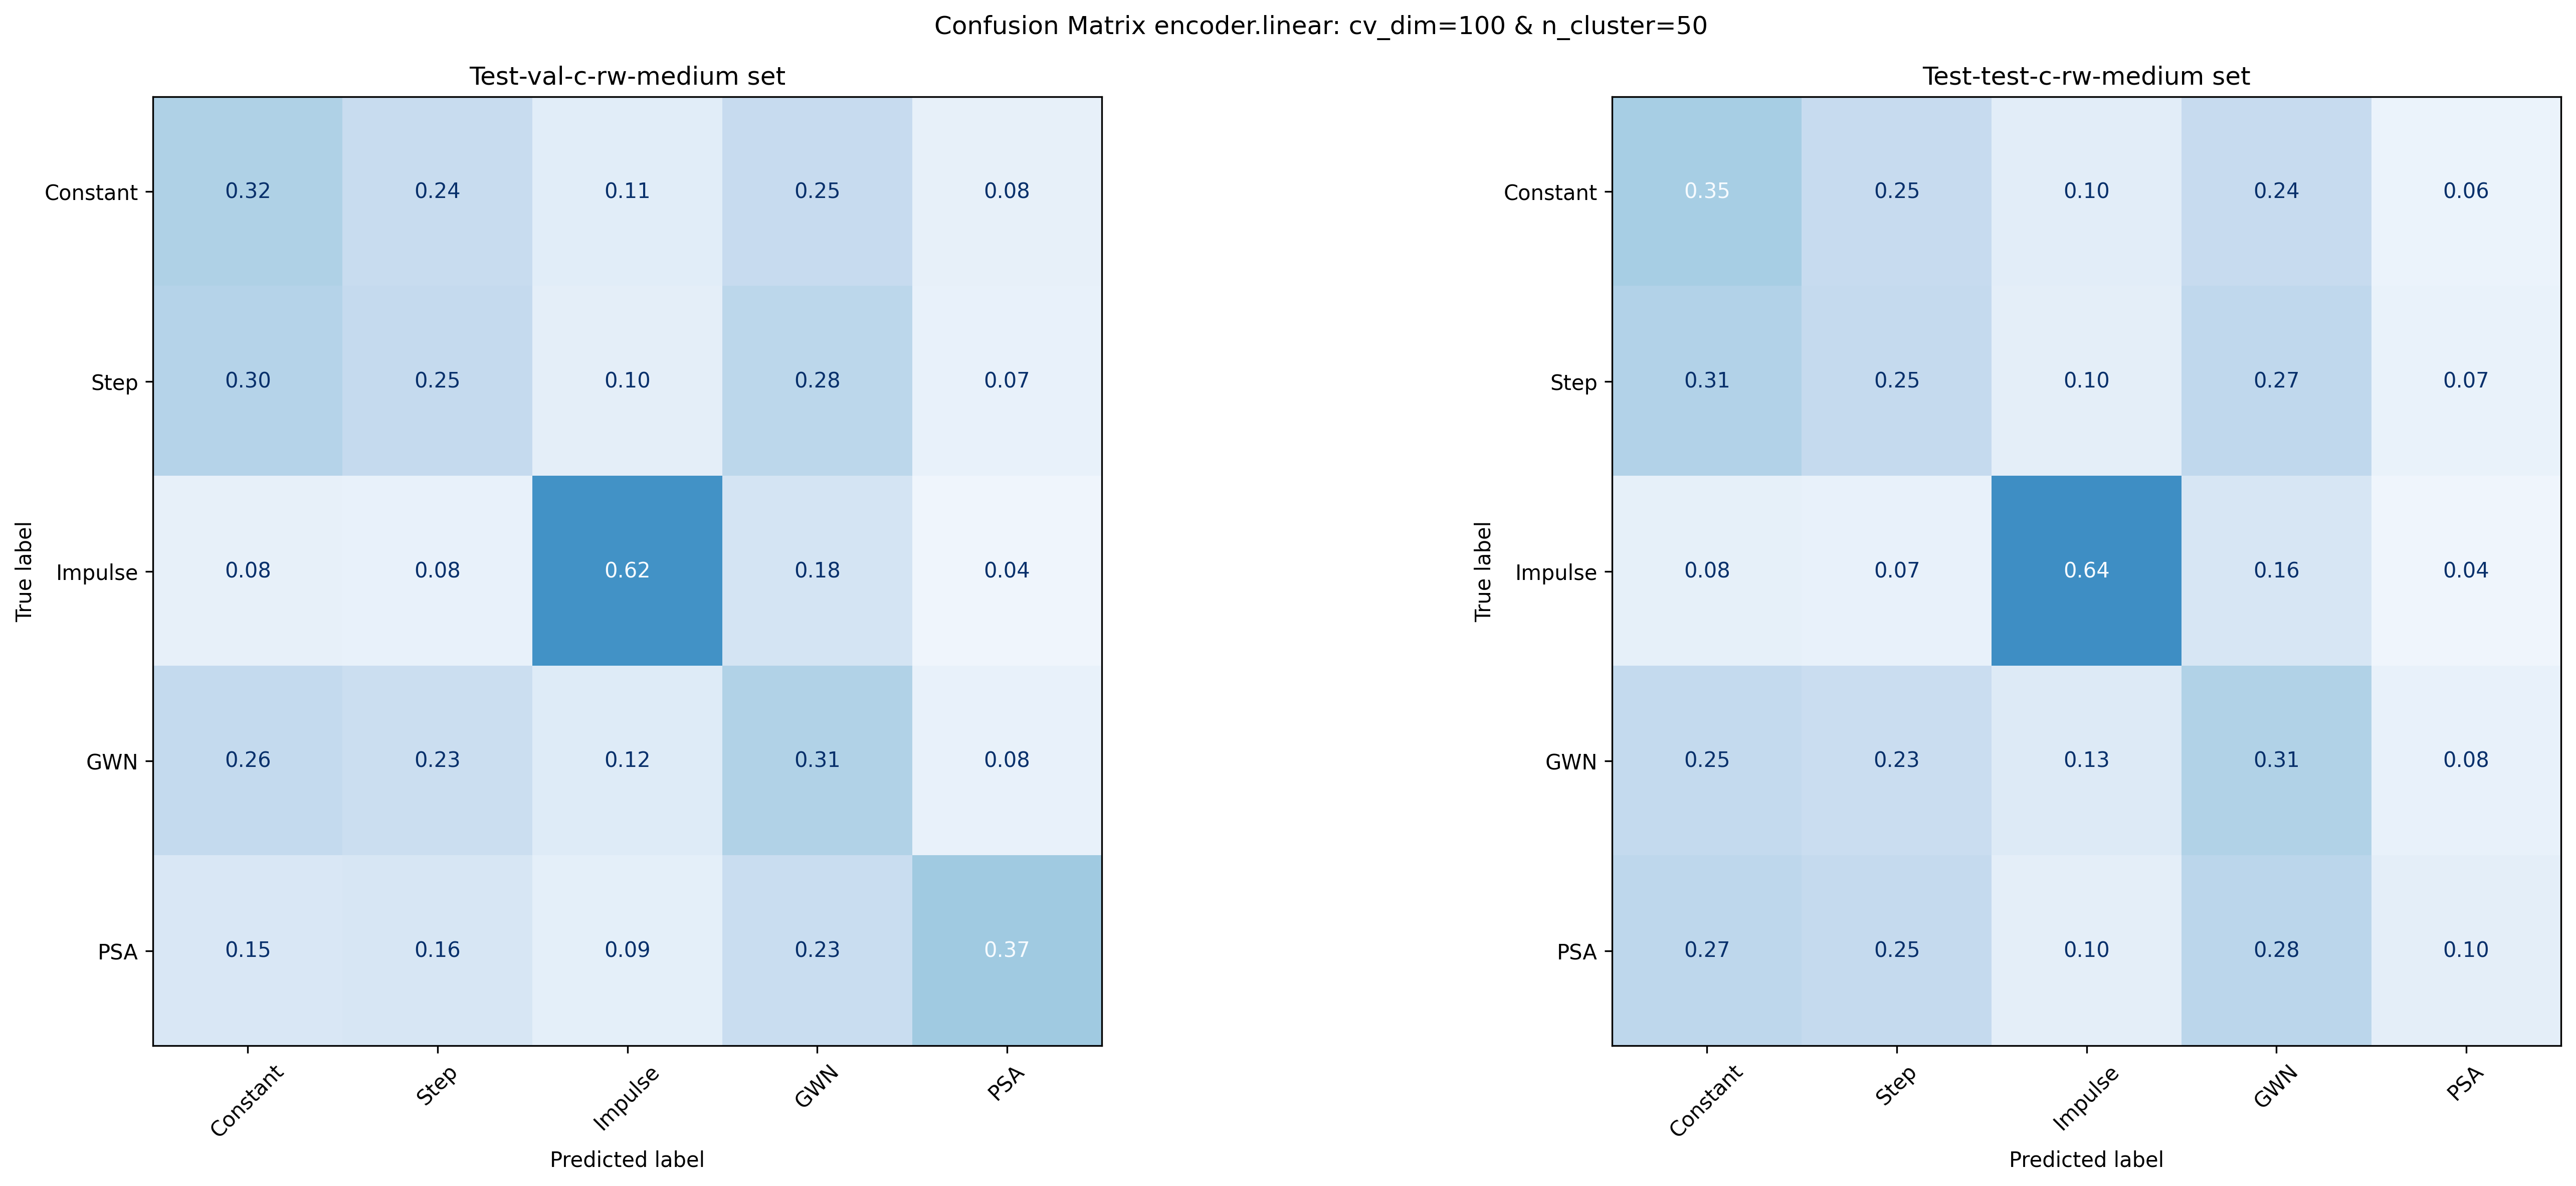 Confusion Matrix encoder.linear: cv_dim=100 & n_cluster=50
Test-val-c-rw-medium set
True label
Constant 0.32 0.24 0.11 0.25 0.08
Step 0.30 0.25 0.10 0.28 0.07
Impulse 0.08 0.08 0.62 0.18 0.04
GWN 0.26 0.23 0.12 0.31 0.08
PSA 0.15 0.16 0.09 0.23 0.37
Constant Step Impulse GWN PSA
Predicted label
Test-test-c-rw-medium set
True label
Constant 0.35 0.25 0.10 0.24 0.06
Step 0.31 0.25 0.10 0.27 0.07
Impulse 0.08 0.07 0.64 0.16 0.04
GWN 0.25 0.23 0.13 0.31 0.08
PSA 0.27 0.25 0.10 0.28 0.10
Constant Step Impulse GWN PSA
Predicted label